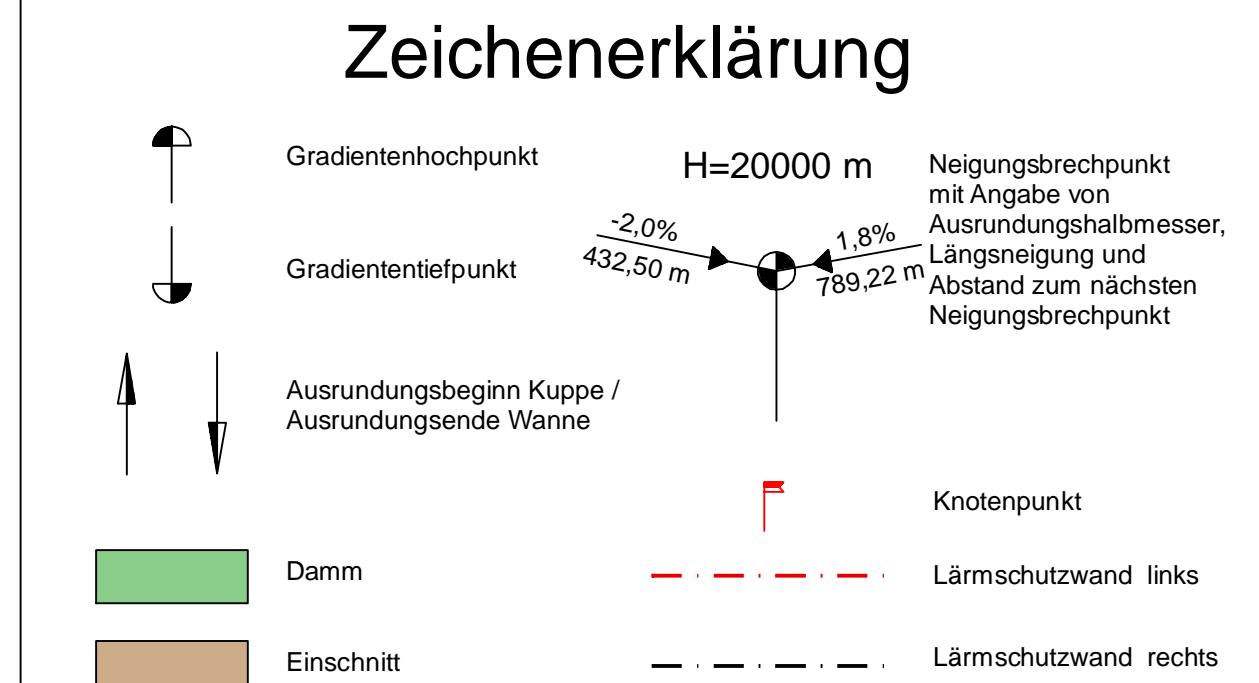 Zeichenerklärung
Gradientenhochpunkt
Gradiententiefpunkt
Ausrundungsbeginn Kuppe /
Ausrundungsende Wanne
Damm
Einschnitt
H=20000 m
-2,0%
432,50 m
1,8%
789,22 m
Neigungsbrechpunkt
mit Angabe von
Ausrundungshalbmesser,
Längsneigung und
Abstand zum nächsten
Neigungsbrechpunkt
Knotenpunkt
Lärmschutzwand links
Lärmschutzwand rechts